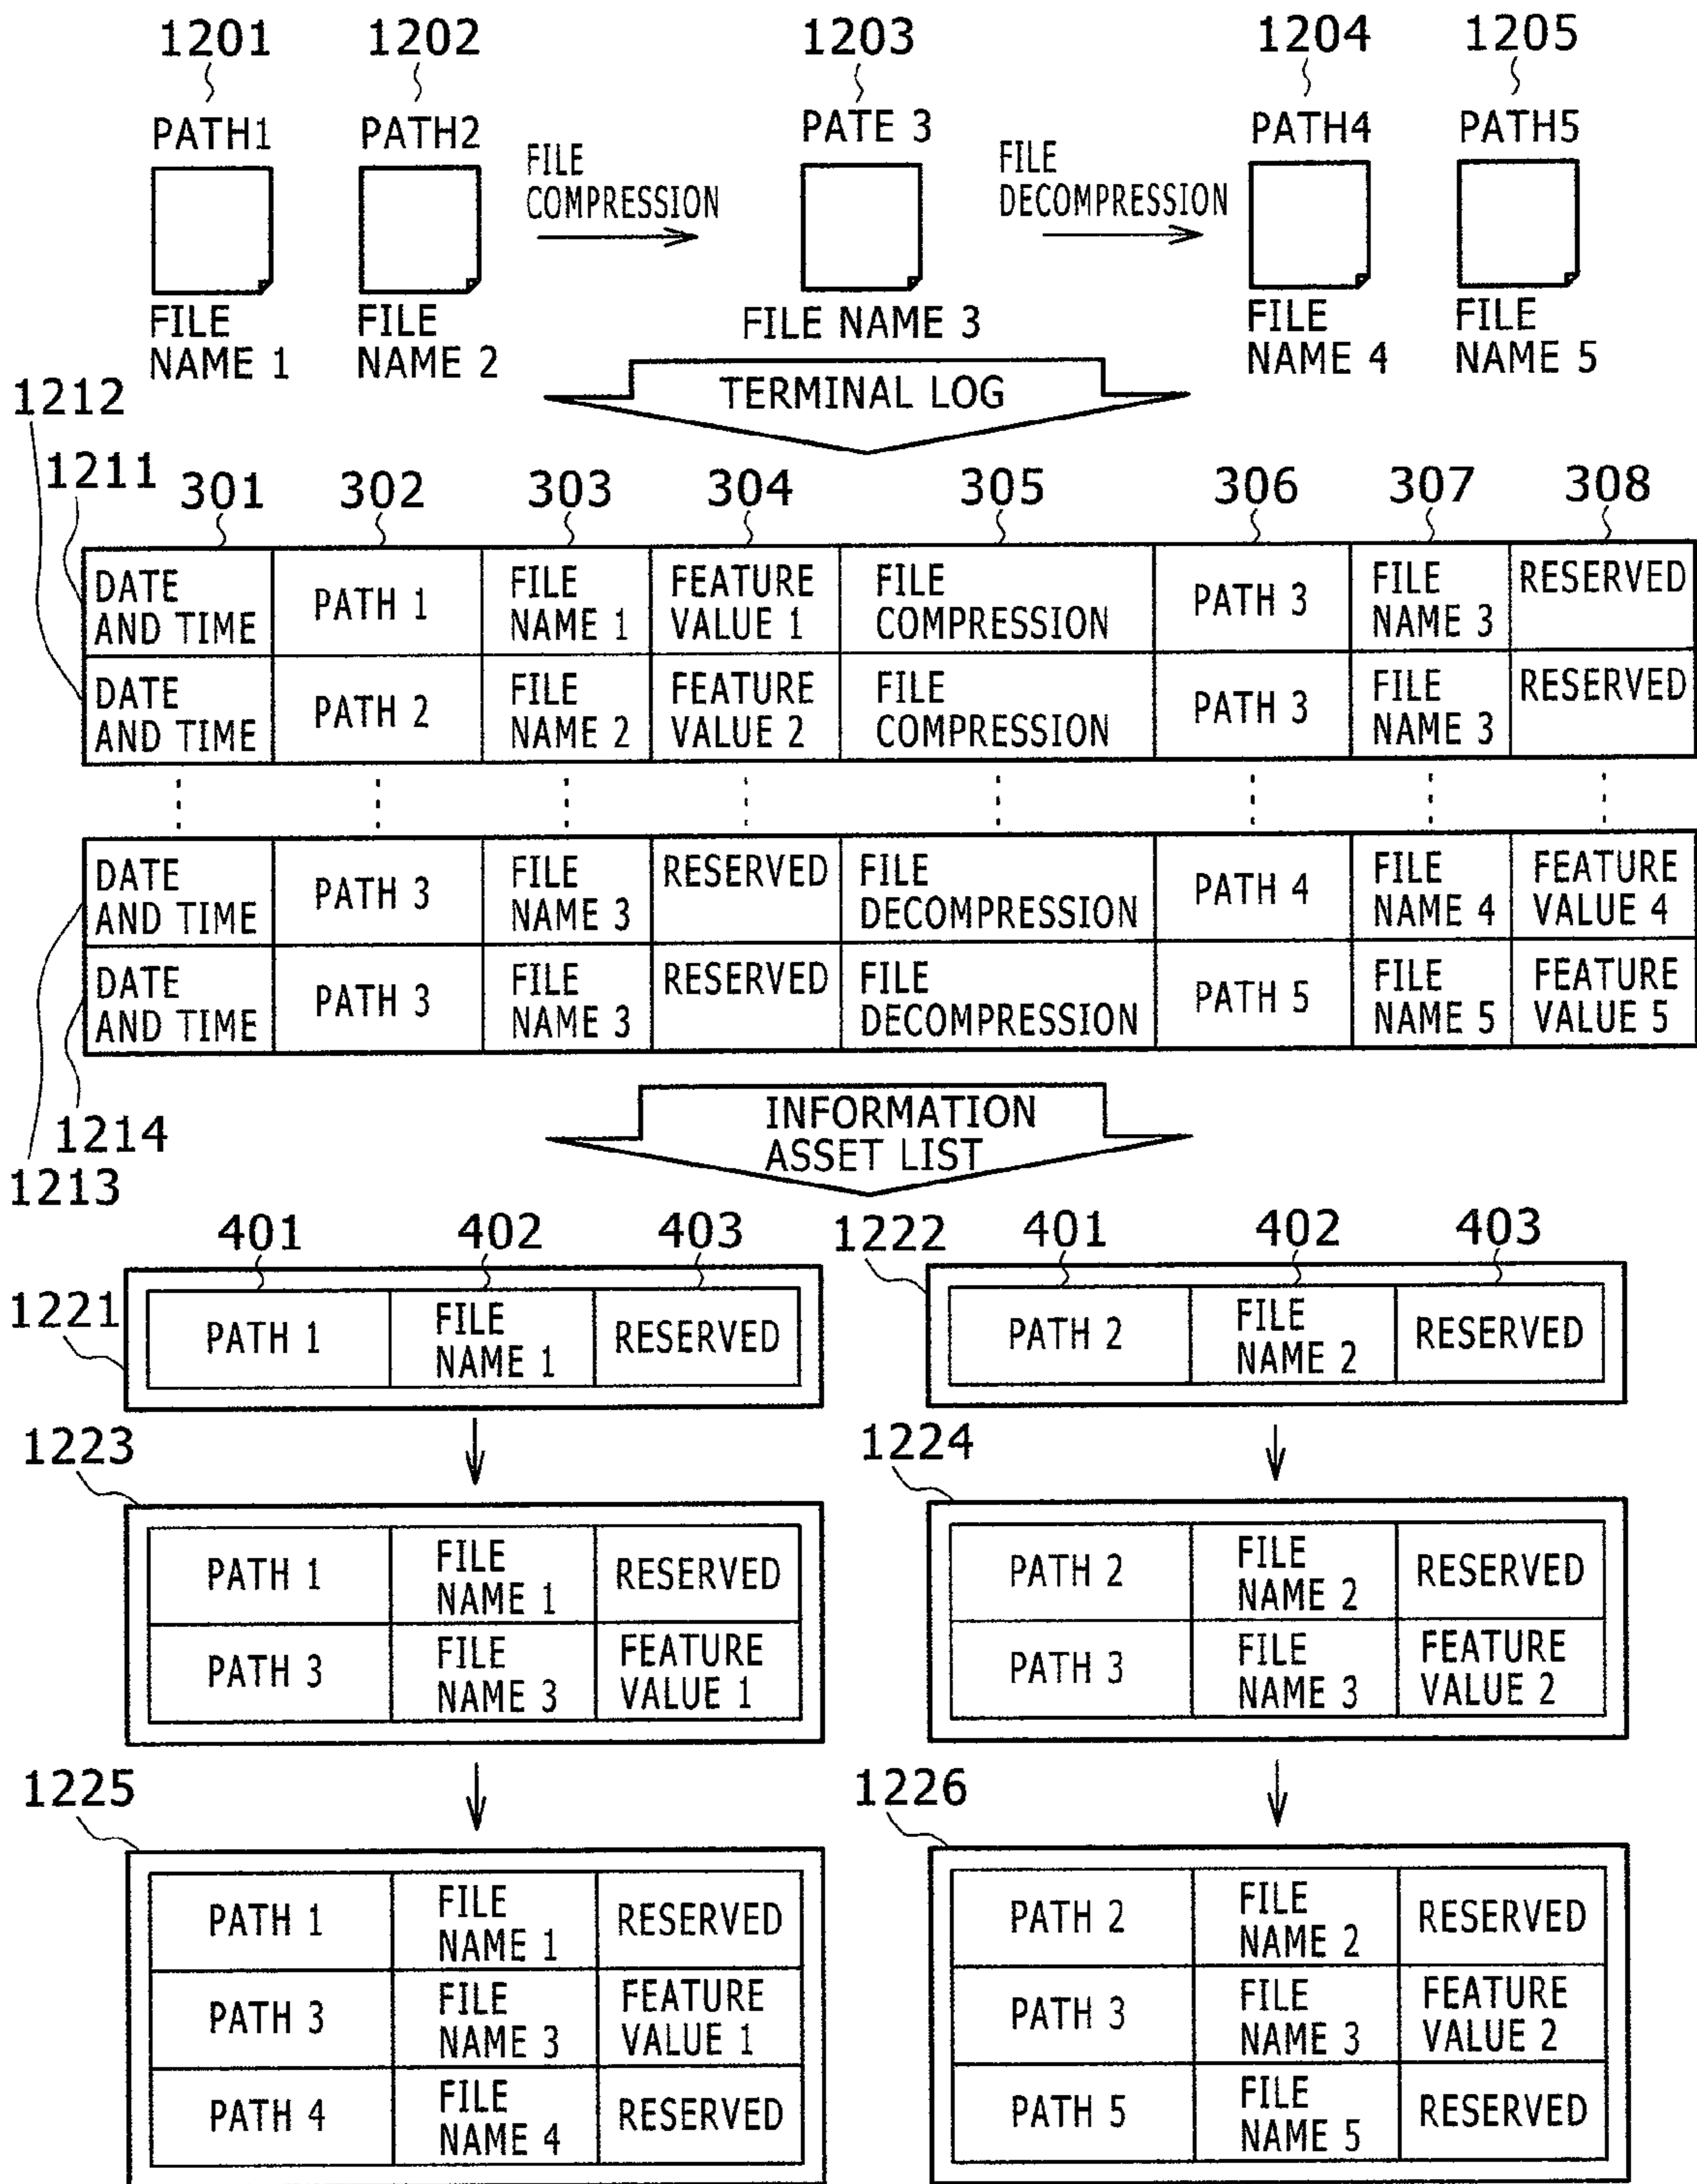 1201 1202 1203 1204 1205
PATH1 PATH2 PATE 3 PATH4 PATH5
FILE
COMPRESSION
FILE
DECOMPRESSION
FILE
NAME 1
FILE
NAME 2
FILE NAME 3
FILE
NAME 4
FILE
NAME 5
TERMINAL LOG
1212
1211 301 302 303 304 305 306 307 308
DATE
AND TIME
PATH 1
FILE
NAME 1
FEATURE
VALUE 1
FILE
COMPRESSION
PATH 3
FILE
NAME 3
RESERVED
DATE
AND TIME
PATH 2
FILE
NAME 2
FEATURE
VALUE 2
FILE
COMPRESSION
PATH 3
FILE
NAME 3
RESERVED
DATE
AND TIME
PATH 3
FILE
NAME 3
RESERVED
FILE
DECOMPRESSION
PATH 4
FILE
NAME 4
FEATURE
VALUE 4
DATE
AND TIME
PATH 3
FILE
NAME 3
RESERVED
FILE
DECOMPRESSION
PATH 5
FILE
NAME 5
FEATURE
VALUE 5
1214
1213
INFORMATION
ASSET LIST
401 402 403
1221
PATH 1
FILE
NAME 1
RESERVED
1222 401 402 403
PATH 2
FILE
NAME 2
RESERVED
1223
PATH 1
FILE
NAME 1
RESERVED
PATH 3
FILE
NAME 3
FEATURE
VALUE 1
1224
PATH 2
FILE
NAME 2
RESERVED
PATH 3
FILE
NAME 3
FEATURE
VALUE 2
1225
PATH 1
FILE
NAME 1
RESERVED
PATH 3
FILE
NAME 3
FEATURE
VALUE 1
PATH 4
FILE
NAME 4
RESERVED
1226
PATH 2
FILE
NAME 2
RESERVED
PATH 3
FILE
NAME 3
FEATURE
VALUE 2
PATH 5
FILE
NAME 5
RESERVED